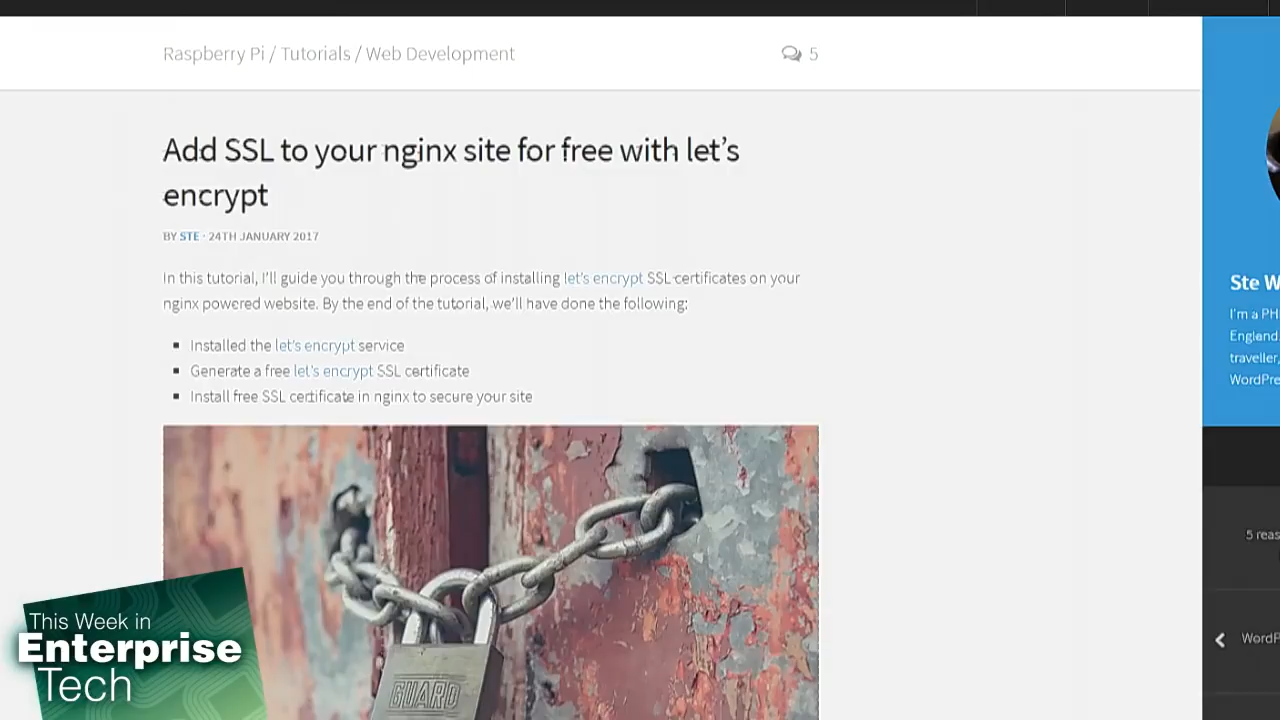 Raspberry Pi / Tutorials / Web Development
5
Add SSL to your nginx site for free with let's
encrypt
BY STE · 24TH JANUARY 2017
In this tutorial, I'll guide you through the process of installing let's encrypt SSL certificates on your
nginx powered website. By the end of the tutorial, we'll have done the following:
Installed the let's encrypt service
Generate a free let's encrypt SSL certificate
Install free SSL certificate in nginx to secure your site
GUARD
Ste W
I'm a PH
England.
traveller,
WordPre
5 reas
WordP
This Week in
Enterprise
Tech